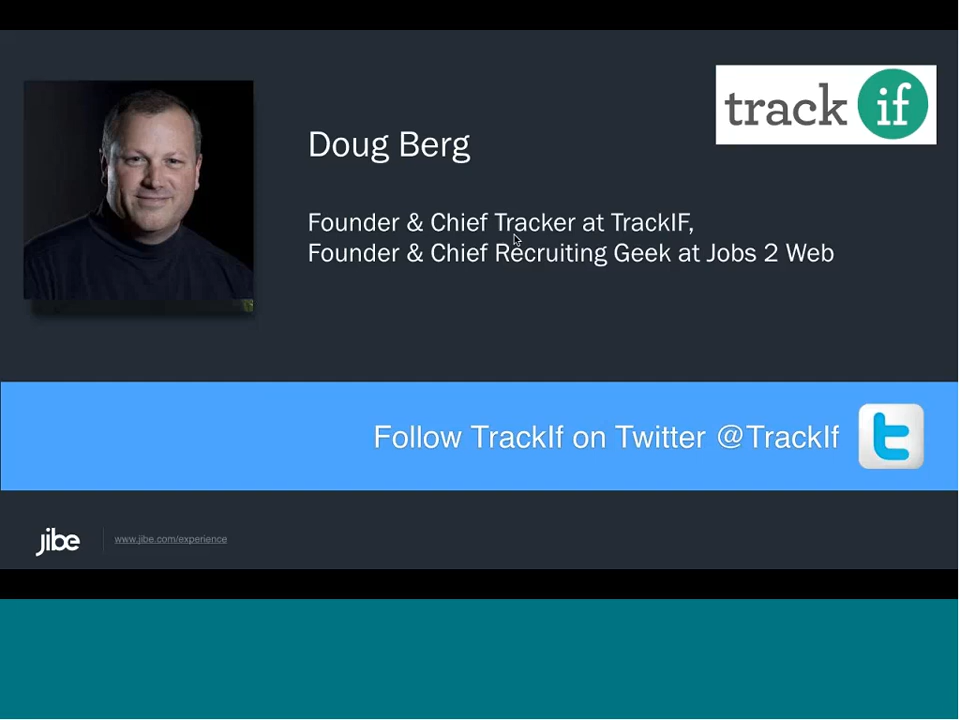 track if
Doug Berg
Founder & Chief Tracker at TrackIF,
Founder & Chief Recruiting Geek at Jobs 2 Web
Follow TrackIf on Twitter @TrackIf
t
jibe
www.jibe.com/experience